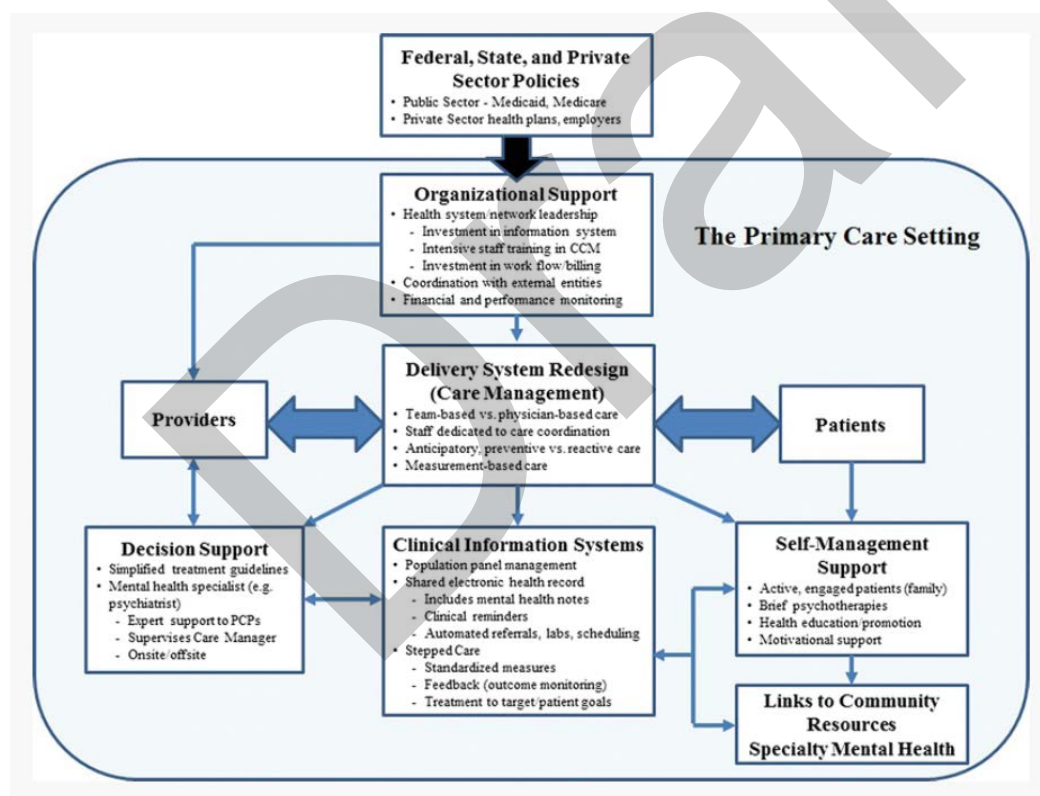 Federal, State, and Private
Sector Policies
• Public Sector - Medicaid, Medicare
• Private Sector health plans, employers
Organizational Support
• Health system/network leadership
- Investment in information system
- Intensive staff training in CCM
- Investment in work flow/billing
• Coordination with external entities
• Financial and performance monitoring
The Primary Care Setting
Delivery System Redesign
(Care Management)
• Team-based vs. physician-based care
• Staff dedicated to care coordination
• Anticipatory, preventive vs. reactive care
• Measurement-based care
Providers
Patients
Decision Support
• Simplified treatment guidelines
• Mental health specialist (e.g.
psychiatrist)
- Expert support to PCPs
- Supervises Care Manager
- Onsite/offsite
Clinical Information Systems
• Population panel management
• Shared electronic health record
- Includes mental health notes
- Clinical reminders
- Automated referrals, labs, scheduling
• Stepped Care
- Standardized measures
- Feedback (outcome monitoring)
- Treatment to target/patient goals
Self-Management
Support
• Active, engaged patients (family)
• Brief psychotherapies
• Health education/promotion
• Motivational support
Links to Community
Resources
Specialty Mental Health
Dra